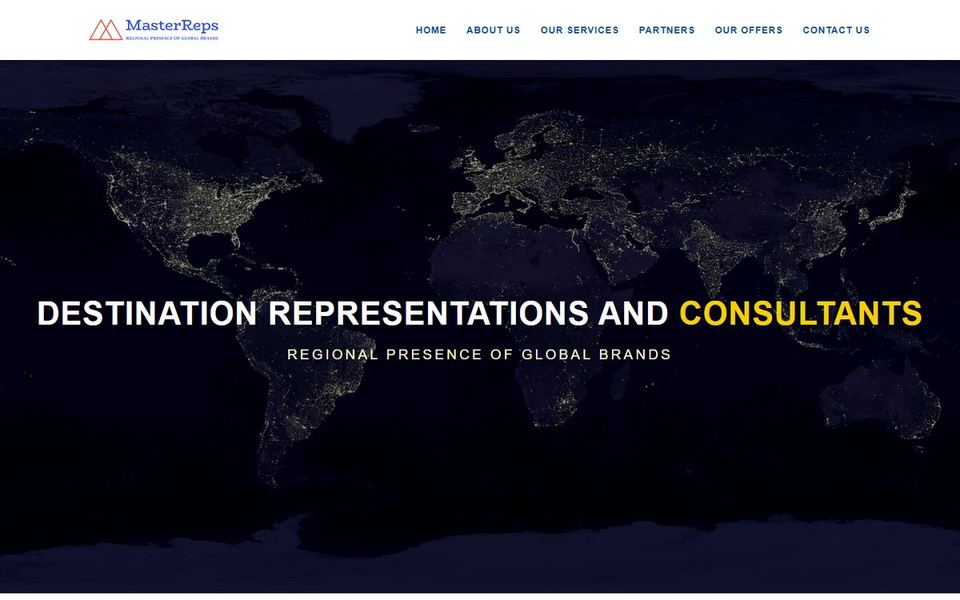 MasterReps
REGIONAL PRESENCE OF GLOBAL BRANDS
HOME
ABOUT US
OUR SERVICES
PARTNERS
OUR OFFERS
CONTACT US
DESTINATION REPRESENTATIONS AND CONSULTANTS
REGIONAL PRESENCE OF GLOBAL BRANDS